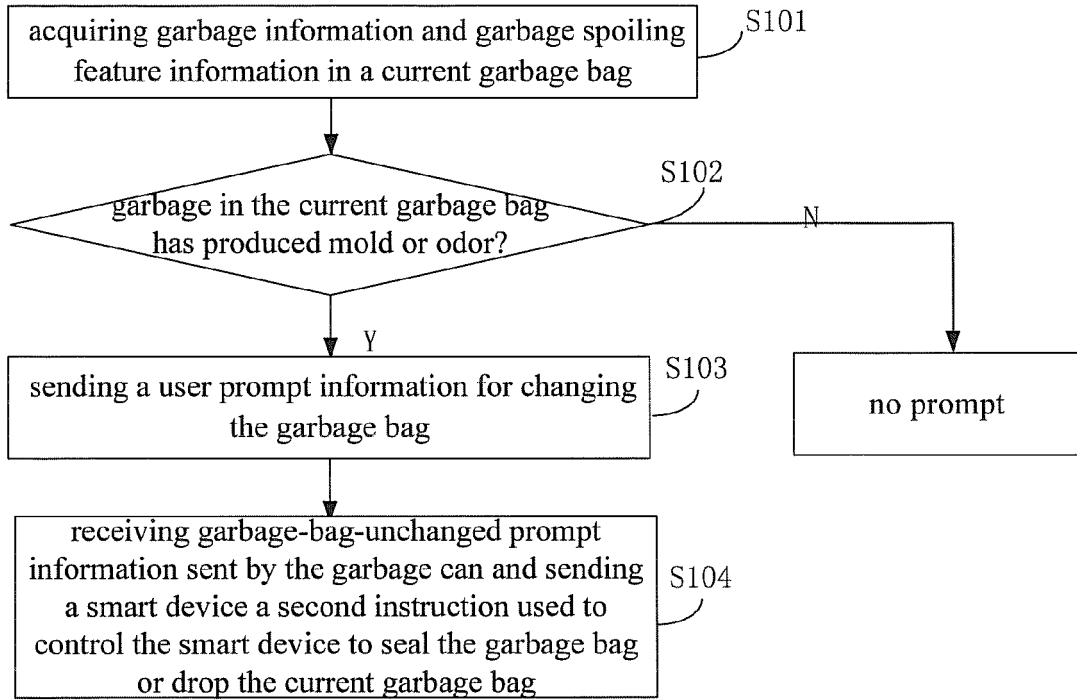 acquiring garbage information and garbage spoiling
feature information in a current garbage bag
S101
garbage in the current garbage bag
has produced mold or odor?
S102
N
Y
sending a user prompt information for changing
the garbage bag
S103
no prompt
receiving garbage-bag-unchanged prompt
information sent by the garbage can and sending
a smart device a second instruction used to
control the smart device to seal the garbage bag
or drop the current garbage bag
S104